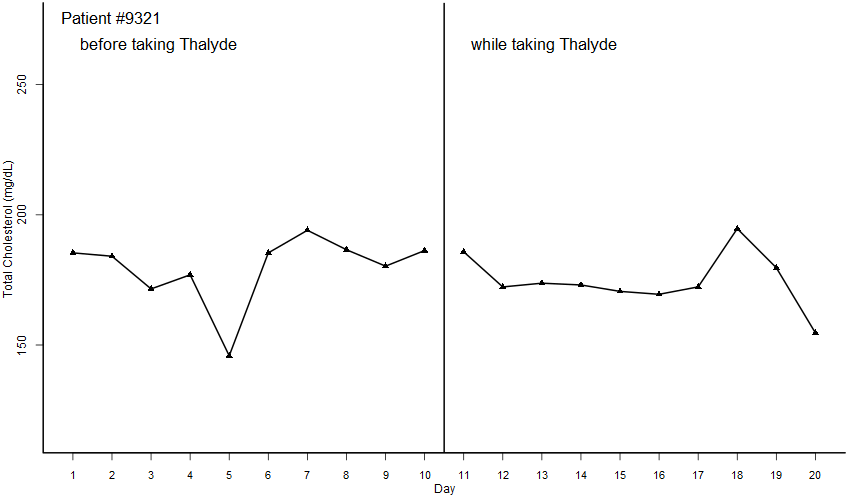 Patient #9321
before taking Thalyde
while taking Thalyde
Total Cholesterol (mg/dL)
250
200
150
1 2 3 4 5 6 7 8 9 10 11 12 13 14 15 16 17 18 19 20
Day